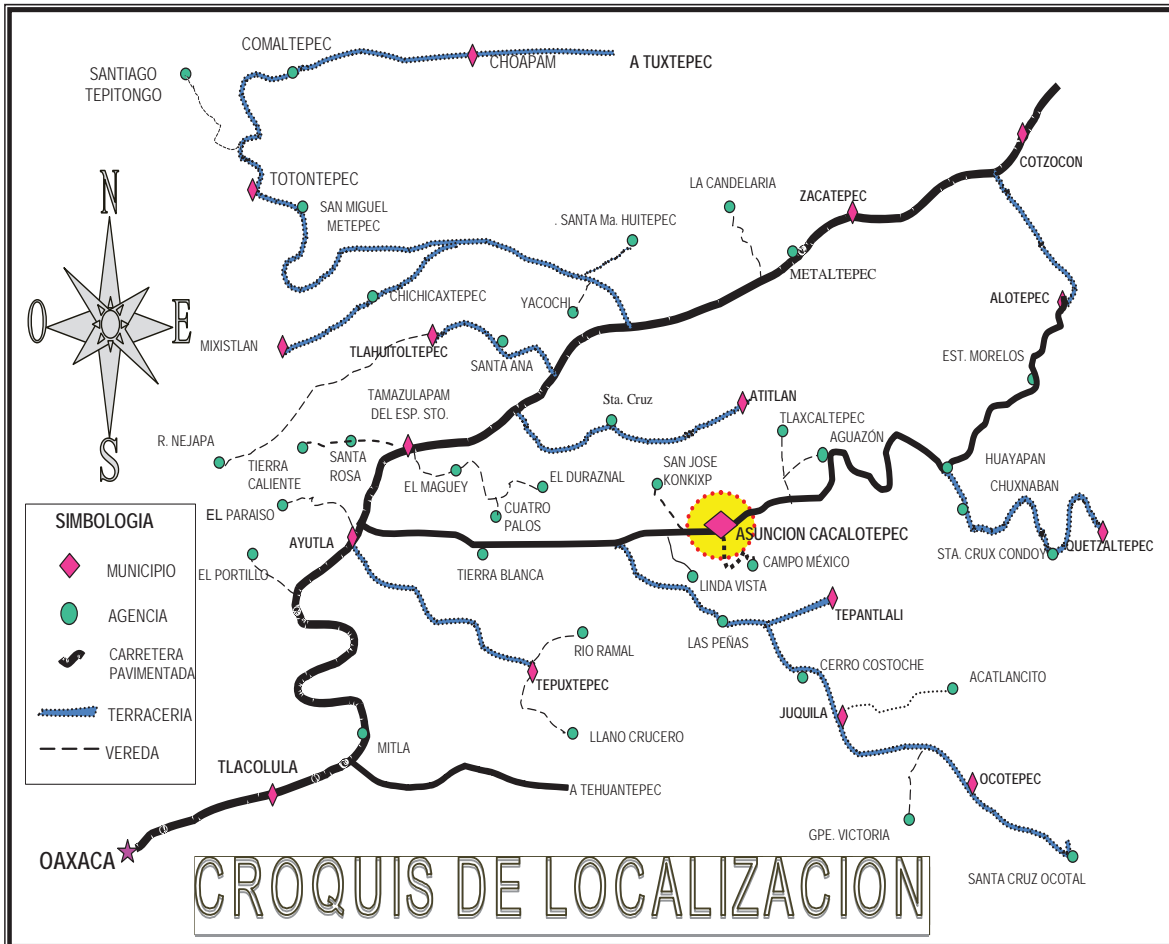 COMALTEPEC
CHOAPAM
A TUXTEPEC
SANTIAGO
TEPITONGO
COTZOCON
TOTONTEPEC
SAN MIGUEL
METEPEC
LA CANDELARIA
ZACATEPEC
. SANTA Ma. HUITEPEC
METALTEPEC
N
O
E
S
CHICHICAXTEPEC
YACOCHI
ALOTEPEC
MIXISTLAN
TLAHUITOLTEPEC
SANTA ANA
EST. MORELOS
TAMAZULAPAM
DEL ESP. STO.
Sta. Cruz
ATITLAN
TLAXCALTEPEC
AGUAZÓN
R. NEJAPA
TIERRA
CALIENTE
SANTA
ROSA
EL MAGUEY
EL DURAZNAL
CUATRO
PALOS
SAN JOSE
KONKIXP
HUAYAPAN
CHUXNABAN
EL PARAISO
AYUTLA
ASUNCION CACALOTEPEC
STA. CRUX CONDOY
QUETZALTEPEC
EL PORTILLO
TIERRA BLANCA
CAMPO MÉXICO
LINDA VISTA
TEPANTLALI
LAS PEÑAS
RIO RAMAL
TEPUXTEPEC
CERRO COSTOCHE
ACATLANCITO
JUQUILA
LLANO CRUCERO
MITLA
TLACOLULA
A TEHUANTEPEC
OCOTEPEC
GPE. VICTORIA
OAXACA
SANTA CRUZ OCOTAL
SIMBOLOGIA
MUNICIPIO
AGENCIA
CARRETERA
PAVIMENTADA
TERRACERIA
VEREDA
CROQUIS DE LOCALIZACION